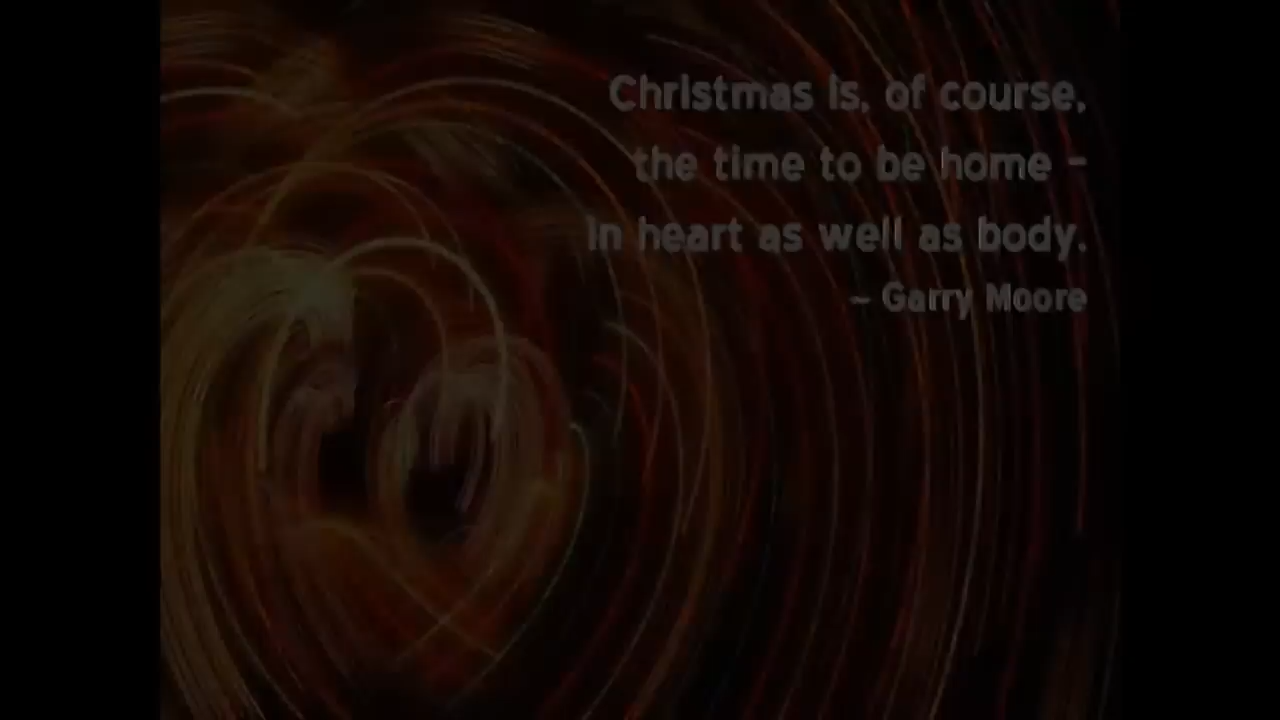 Christmas is, of course,
the time to be home –
in heart as well as body.
~ Garry Moore